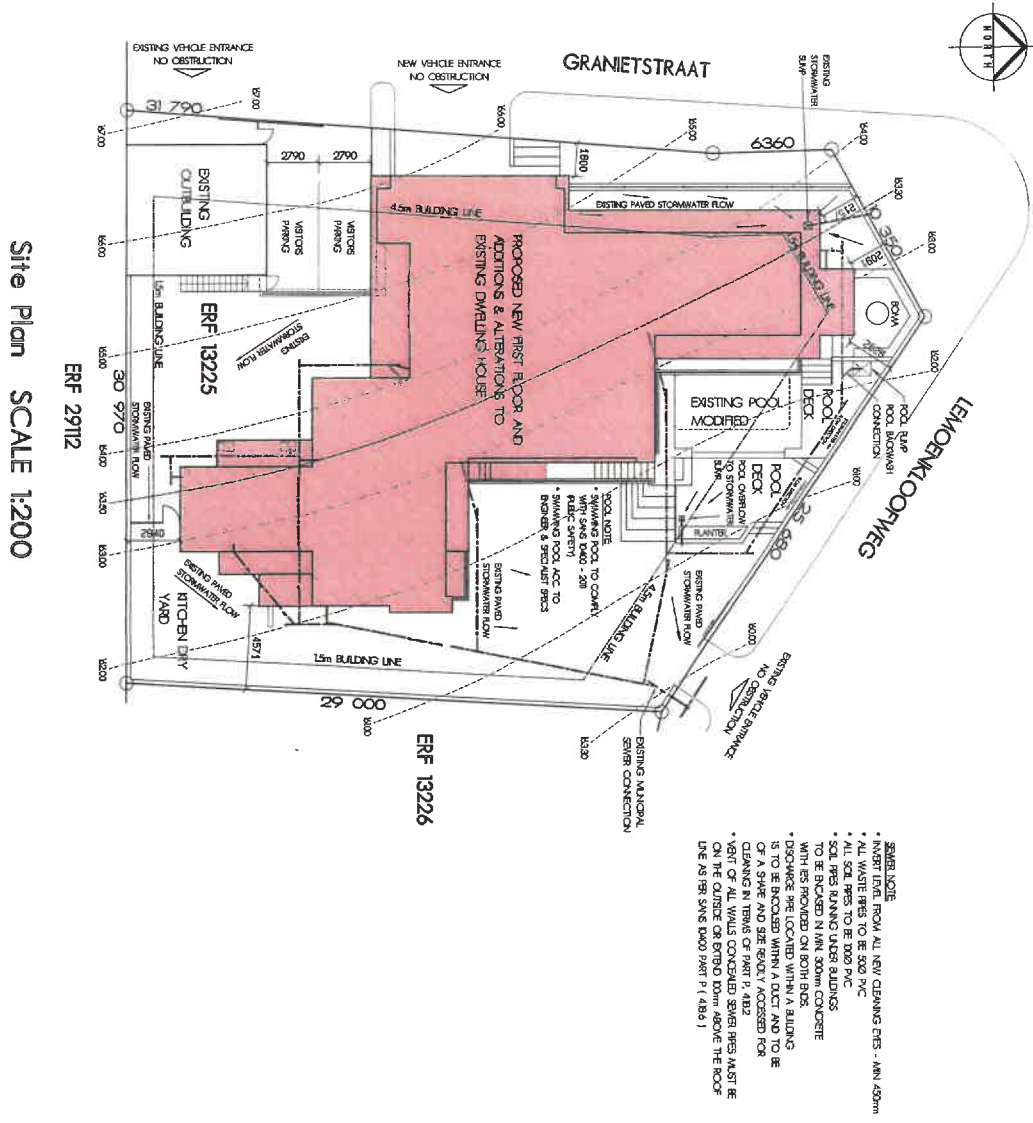 NORTH
GRANIETSTRAAT
LEMOENKLOOFWEG
EXISTING VEHICLE ENTRANCE
NO OBSTRUCTION
NEW VEHICLE ENTRANCE
NO OBSTRUCTION
EXISTING
STORMWATER
SUMP
31 790
6360
2790
2790
1800
EXISTING
OUTBUILDING
VISITORS
PARKING
VISITORS
PARKING
4.5m BUILDING LINE
EXISTING PAVED STORMWATER FLOW
PROPOSED NEW FIRST FLOOR AND
ADDITIONS & ALTERATIONS TO
EXISTING DWELLING HOUSE
BUILDING LINE
2091
BOMA
POOL PUMP
POOL BACKWASH
CONNECTION
EXISTING POOL
MODIFIED
POOL
DECK
POOL
DECK
POOL OVERFLOW
TO STORMWATER
SUMP
PLANTER
25 680
1.5m BUILDING LINE
ERF 13225
EXISTING
STORMWATER FLOW
30 970
EXISTING PAVED
STORMWATER FLOW
2840
EXISTING PAVED
STORMWATER FLOW
KITCHEN DRY
YARD
4571
1.5m BUILDING LINE
29 000
POOL NOTE:
* SWIMMING POOL TO COMPLY
WITH SANS 10400 - 2011
PUBLIC SAFETY)
* SWIMMING POOL ACC TO
ENGINEER & SPECIALIST SPECS
EXISTING PAVED
STORMWATER FLOW
4.5m BUILDING LINE
EXISTING PAVED
STORMWATER FLOW
EXISTING VEHICLE ENTRANCE
NO OBSTRUCTION
EXISTING MUNICIPAL
SEWER CONNECTION
ERF 13226
ERF 29112
Site Plan SCALE 1:200
SEWER NOTE
* INVERT LEVEL FROM ALL NEW CLEANING EYES - MIN 450mm
* ALL WASTE PIPES TO BE 50Ø PVC
* ALL SOIL PIPES TO BE 100Ø PVC
* SOIL PIPES RUNNING UNDER BUILDINGS
TO BE ENCASED IN MIN. 300mm CONCRETE
WITH IES PROVIDED ON BOTH ENDS.
* DISCHARGE PIPE LOCATED WITHIN A BUILDING
IS TO BE ENCOLSED WITHIN A DUCT AND TO BE
OF A SHAPE AND SIZE READILY ACCESSED FOR
CLEANING IN TERMS OF PART P, 4.18.2
* VENT OF ALL WALLS CONCEALED SEWER PIPES MUST BE
ON THE OUTSIDE OR EXTEND 100mm ABOVE THE ROOF
LINE AS PER SANS 10400 PART P ( 4.18.6 )